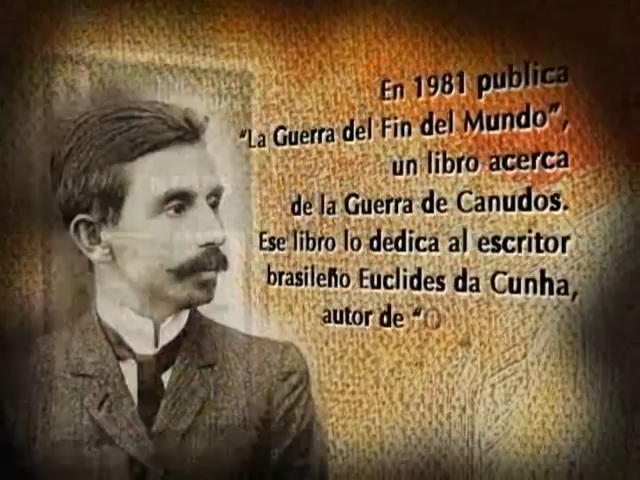 En 1981 publica
"La Guerra del Fin del Mundo",
un libro acerca
de la Guerra de Canudos.
Ese libro lo dedica al escritor
brasileño Euclides da Cunha,
autor de "O